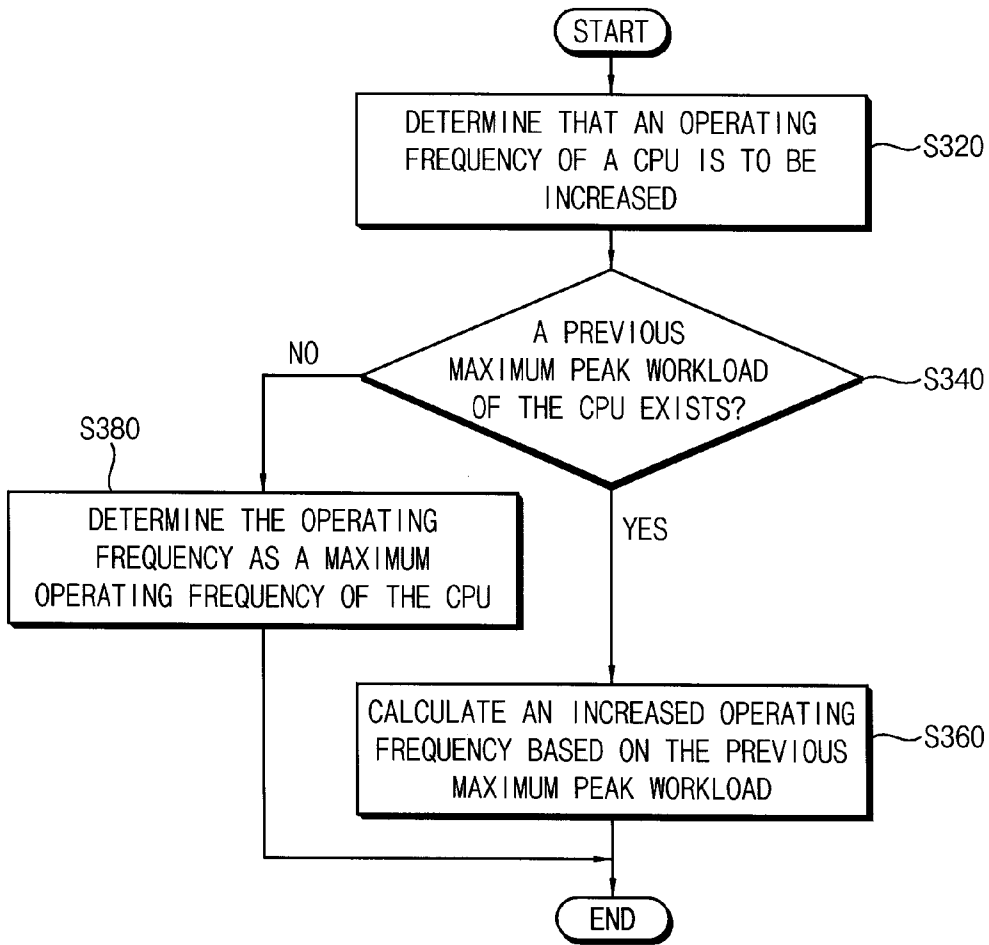 START
DETERMINE THAT AN OPERATING
FREQUENCY OF A CPU IS TO BE
INCREASED
S320
A PREVIOUS
MAXIMUM PEAK WORKLOAD
OF THE CPU EXISTS?
S340
NO
S380
DETERMINE THE OPERATING
FREQUENCY AS A MAXIMUM
OPERATING FREQUENCY OF THE CPU
YES
CALCULATE AN INCREASED OPERATING
FREQUENCY BASED ON THE PREVIOUS
MAXIMUM PEAK WORKLOAD
S360
END